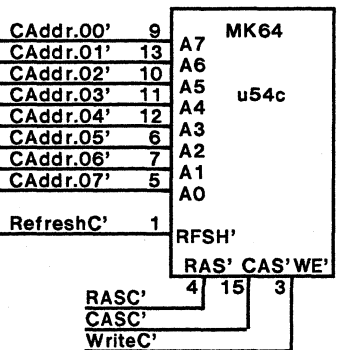 CAddr.00' 9 A7 MK64
CAddr.01' 13 A6
CAddr.02' 10 A5 u54c
CAddr.03' 11 A4
CAddr.04' 12 A3
CAddr.05' 6 A2
CAddr.06' 7 A1
CAddr.07' 5 A0
RefreshC' 1 RFSH'
RAS' CAS' WE'
4 15 3
RASC'
CASC'
WriteC'